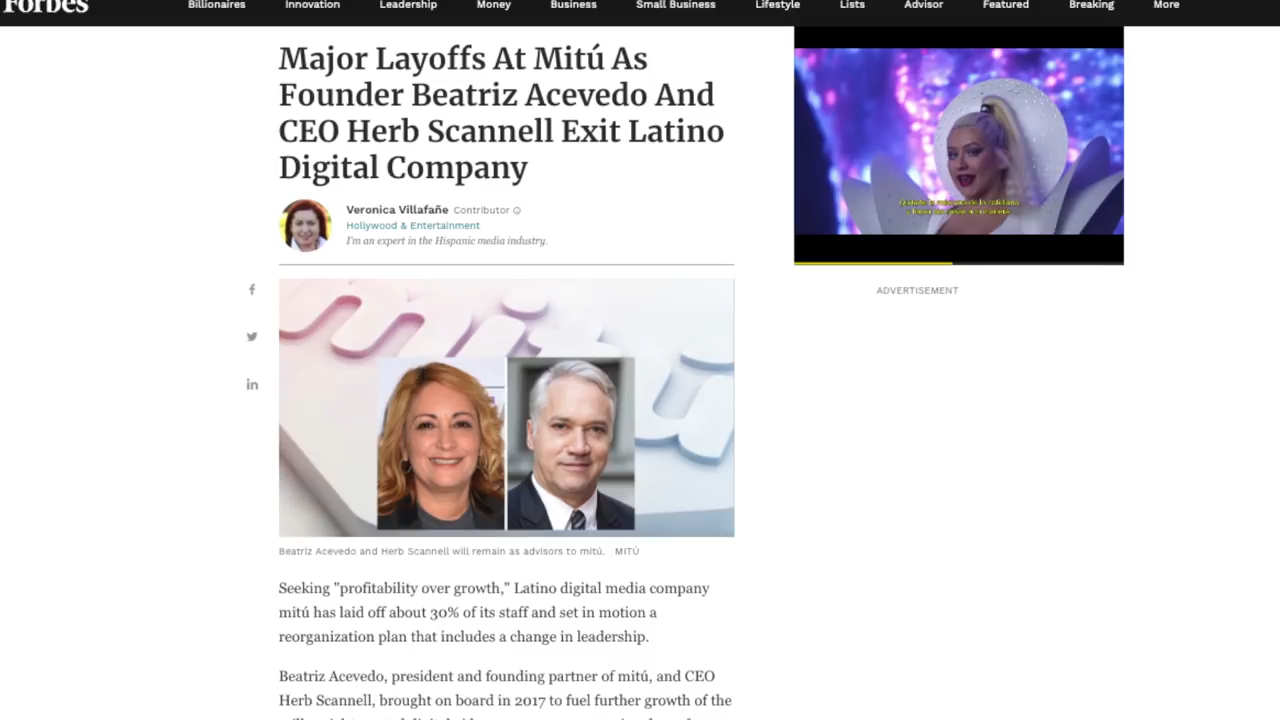 Forbes
Billionaires Innovation Leadership Money Business Small Business Lifestyle Lists Advisor Featured Breaking More
Major Layoffs At Mitú As
Founder Beatriz Acevedo And
CEO Herb Scannell Exit Latino
Digital Company
Veronica Villafañe Contributor
Hollywood & Entertainment
I'm an expert in the Hispanic media industry.
ADVERTISEMENT
mitú
Beatriz Acevedo and Herb Scannell will remain as advisors to mitú. MITÚ
Seeking "profitability over growth," Latino digital media company
mitú has laid off about 30% of its staff and set in motion a
reorganization plan that includes a change in leadership.
Beatriz Acevedo, president and founding partner of mitú, and CEO
Herb Scannell, brought on board in 2017 to fuel further growth of the